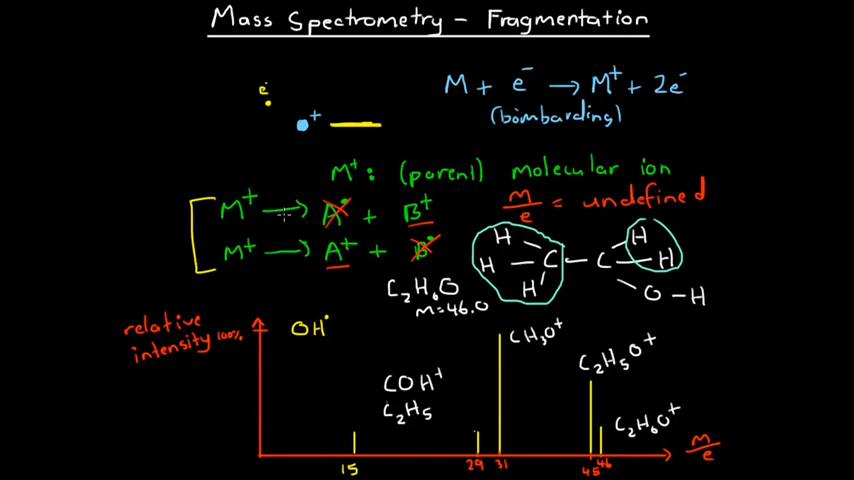 Mass Spectrometry - Fragmentation
e⁻
M + e⁻ → M⁺ + 2e⁻
(bombarding)
+
M⁺: (parent) molecular ion
M⁺ → A• + B⁺
m/e = undefined
M⁺ → A⁺ + B•
H H
H — C — C — H
H O — H
C₂H₆O
m=46.0
relative
intensity 100%
OH•
CH₃O⁺
C₂H₅O⁺
COH⁺
C₂H₅
C₂H₆O⁺
15 29 31 45 46
m/e